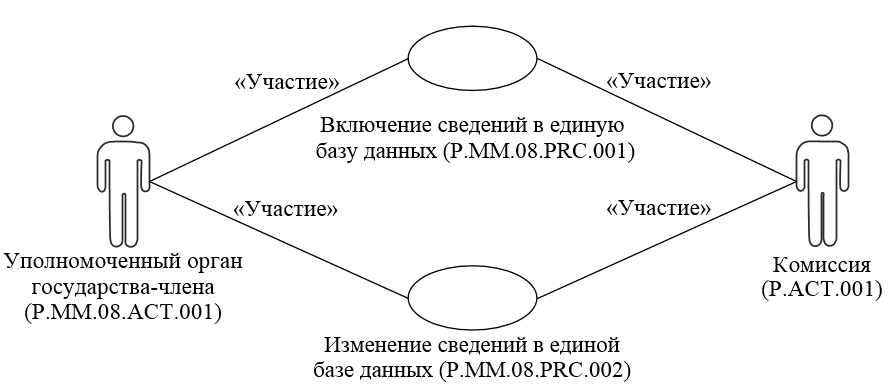 «Участие»
«Участие»
Включение сведений в единую
базу данных (P.MM.08.PRC.001)
«Участие»
«Участие»
Уполномоченный орган
государства-члена
(P.MM.08.ACT.001)
Комиссия
(P.ACT.001)
Изменение сведений в единой
базе данных (P.MM.08.PRC.002)